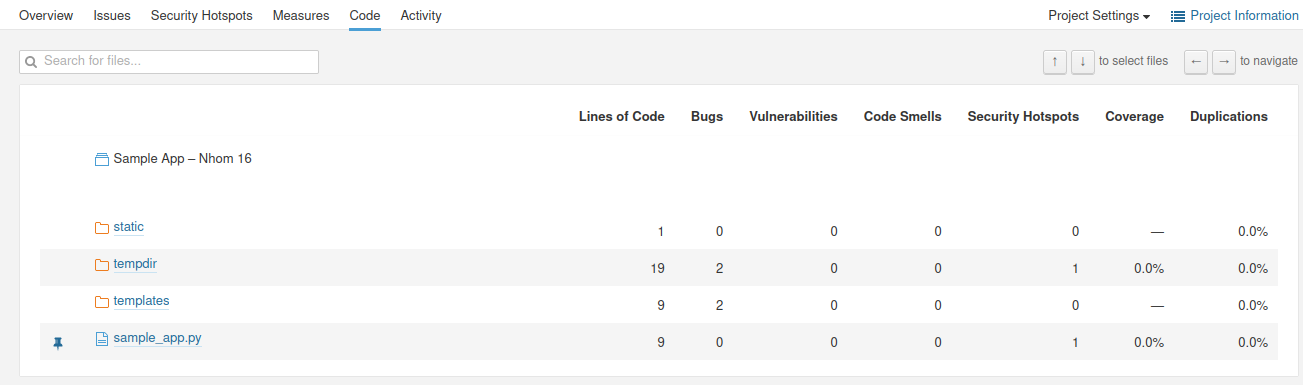 Overview Issues Security Hotspots Measures Code Activity Project Settings Project Information
Search for files... ↑ ↓ to select files ← → to navigate
Lines of Code Bugs Vulnerabilities Code Smells Security Hotspots Coverage Duplications
Sample App – Nhom 16
static 1 0 0 0 0 — 0.0%
tempdir 19 2 0 0 1 0.0% 0.0%
templates 9 2 0 0 0 — 0.0%
sample_app.py 9 0 0 0 1 0.0% 0.0%